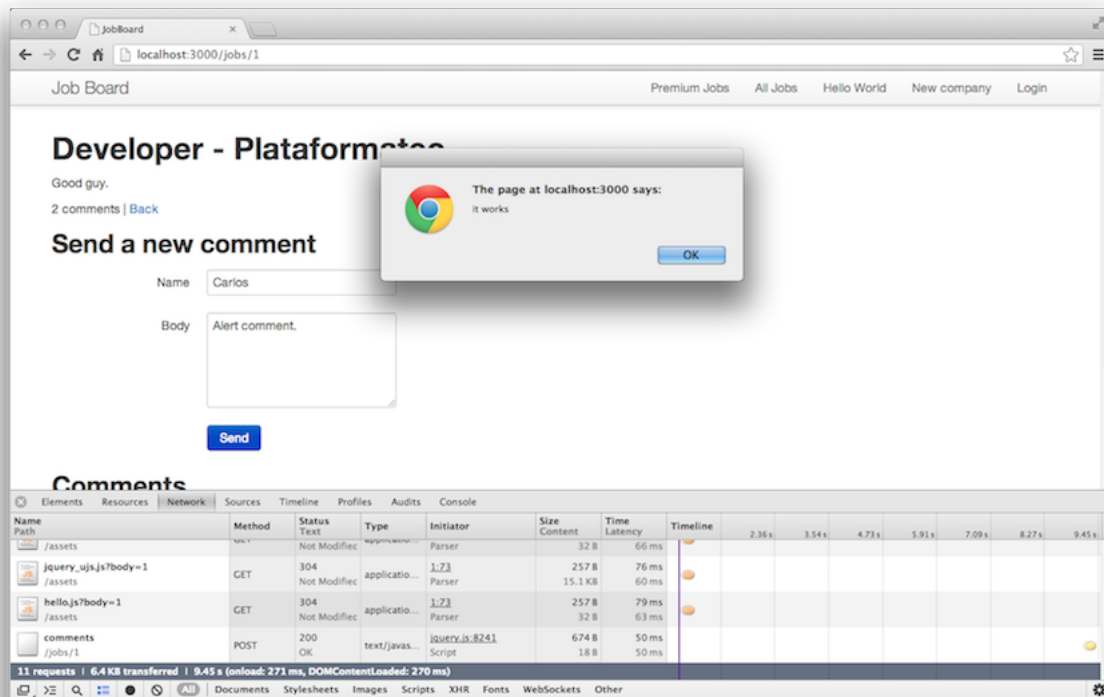 JobBoard
localhost:3000/jobs/1
Job Board Premium Jobs All Jobs Hello World New company Login
Developer -
The page at localhost:3000 says:
it works
OK
Good guy.
2 comments | Back
Send a new comment
Name Carlos
Body Alert comment.
Send
Comments
Elements Resources Network Sources Timeline Profiles Audits Console
Name Method Status Type Initiator Size Time Timeline
Path Text Content Latency 2.36 s 3.54 s 4.73 s 5.91 s 7.09 s 8.27 s 9.45 s
/assets Not Modified Parser 32 B 66 ms
jquery_ujs.js?body=1 GET 304 applicatio... 1:73 257 B 76 ms
/assets Not Modified Parser 15.1 KB 60 ms
hello.js?body=1 GET 304 applicatio... 1:73 257 B 79 ms
/assets Not Modified Parser 32 B 63 ms
comments POST 200 text/javas... jquery.js:8241 674 B 50 ms
/jobs/1 OK Script 18 B 50 ms
11 requests | 6.4 KB transferred | 9.45 s (onload: 271 ms, DOMContentLoaded: 270 ms)
All Documents Stylesheets Images Scripts XHR Fonts WebSockets Other